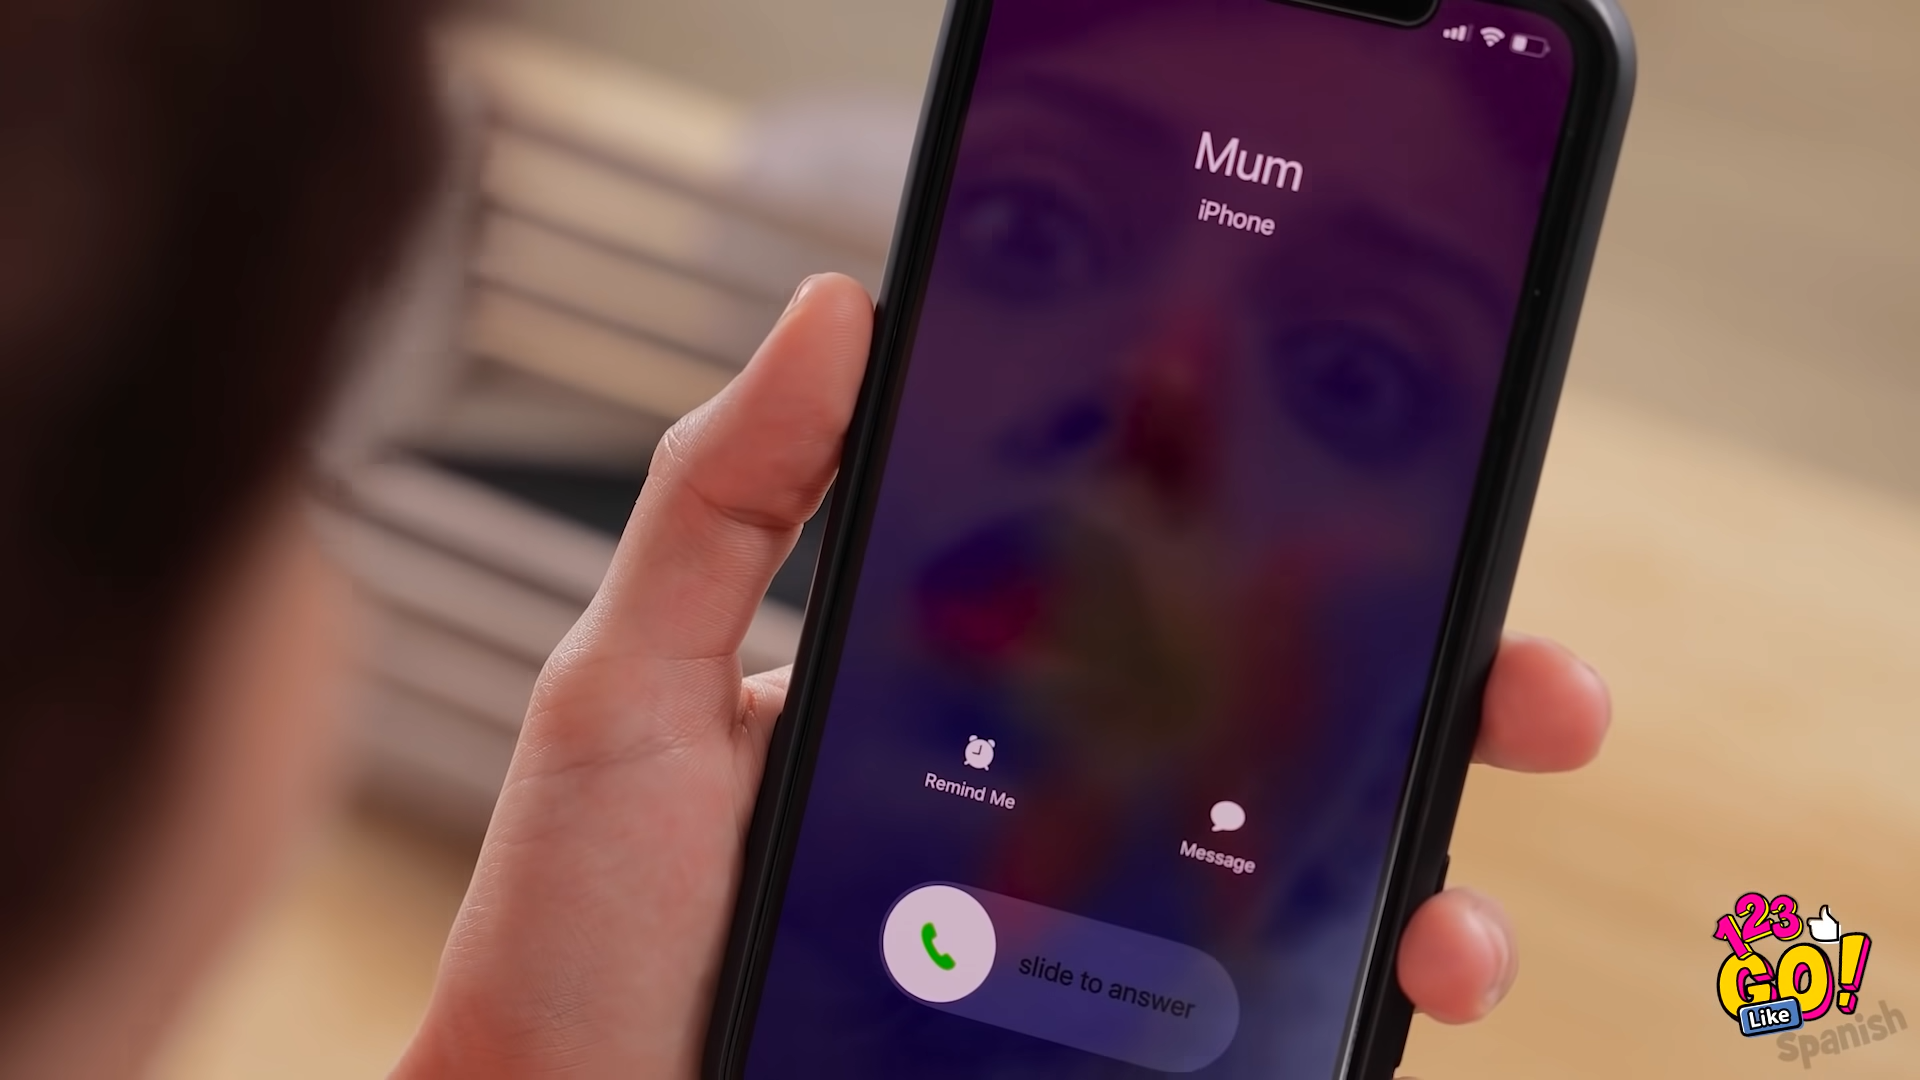 Mum
iPhone
Remind Me
Message
slide to answer
123
GO!
Like
Spanish